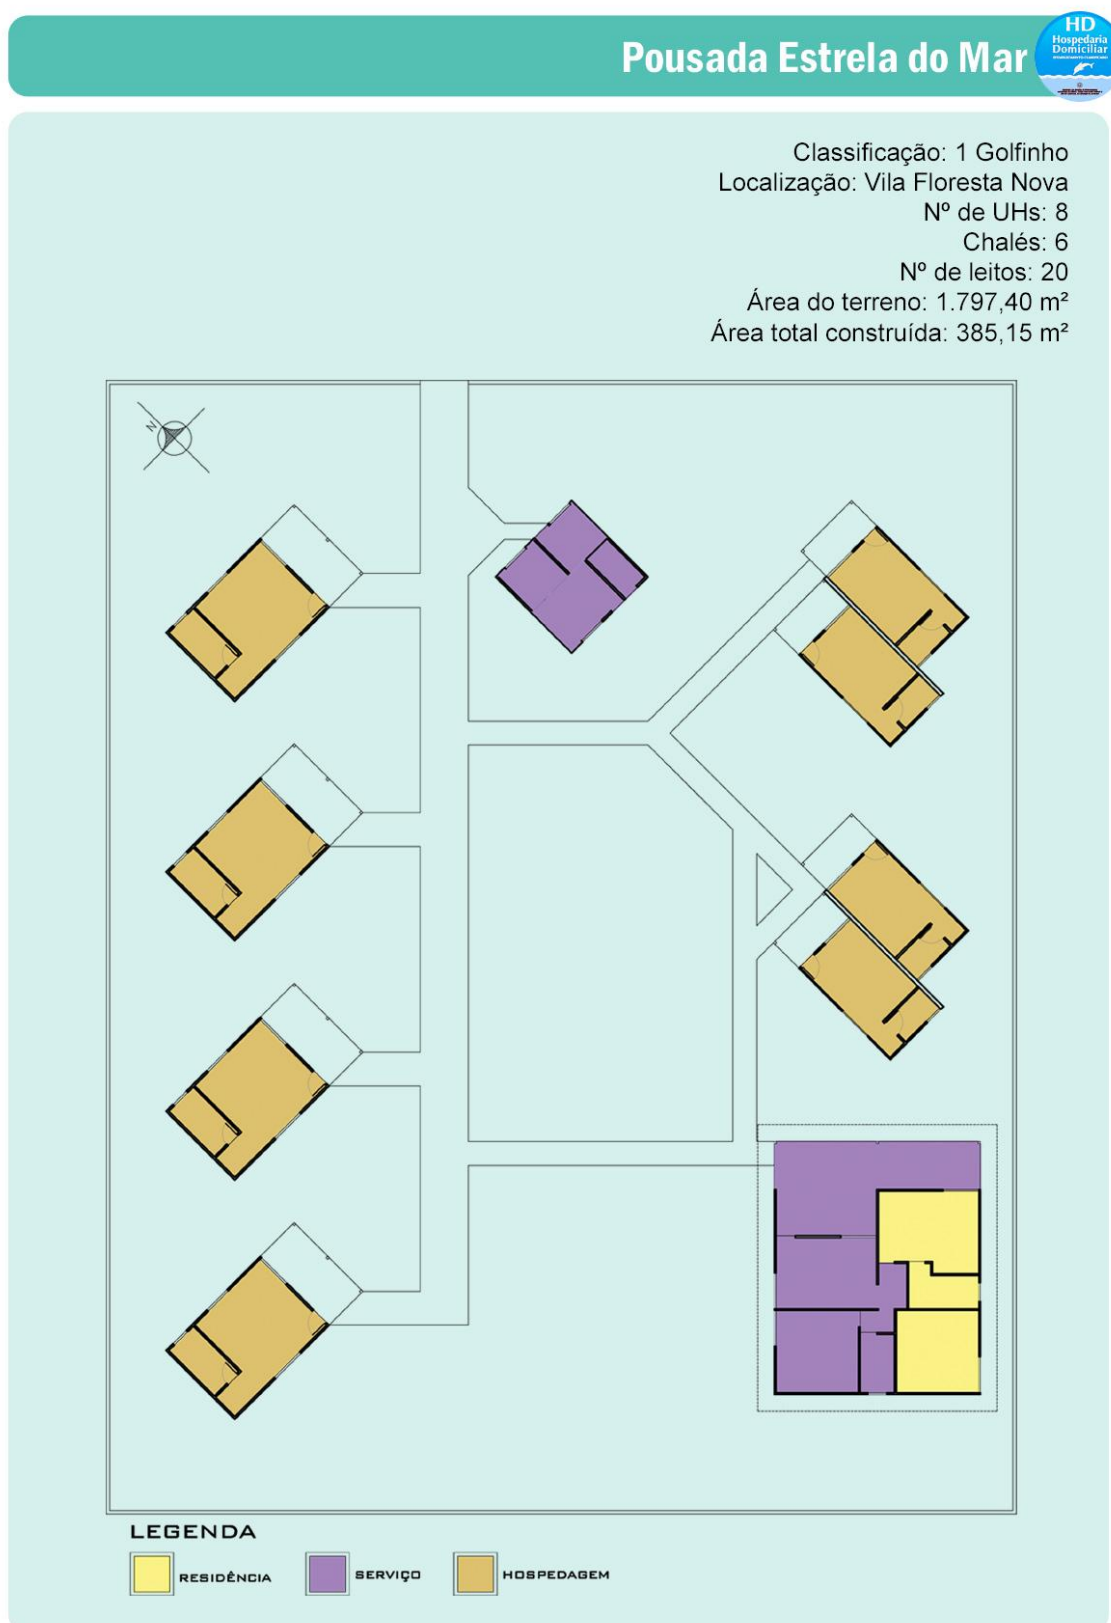 Pousada Estrela do Mar
HD
Hospedaria
Domiciliar
Classificação: 1 Golfinho
Localização: Vila Floresta Nova
Nº de UHs: 8
Chalés: 6
Nº de leitos: 20
Área do terreno: 1.797,40 m²
Área total construída: 385,15 m²
N
LEGENDA
RESIDÊNCIA
SERVIÇO
HOSPEDAGEM